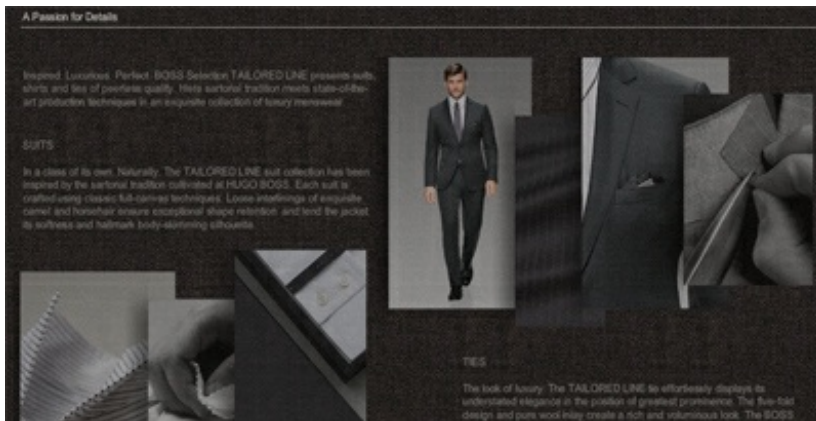 A Passion for Details
Inspired. Luxurious. Perfect. BOSS Selection TAILORED LINE presents suits,
shirts and ties of peerless quality. Here sartorial tradition meets state-of-the-
art production techniques in an exquisite collection of luxury menswear.
SUITS
In a class of its own. Naturally. The TAILORED LINE suit collection has been
inspired by the sartorial tradition cultivated at HUGO BOSS. Each suit is
crafted using classic full-canvas techniques. Loose interlinings of exquisite
camel and horsehair ensure exceptional shape retention and lend the jacket
its softness and hallmark body-skimming silhouette.
TIES
The look of luxury. The TAILORED LINE tie effortlessly displays its
understated elegance in the position of greatest prominence. The five-fold
design and pure wool inlay create a rich and voluminous look. The BOSS